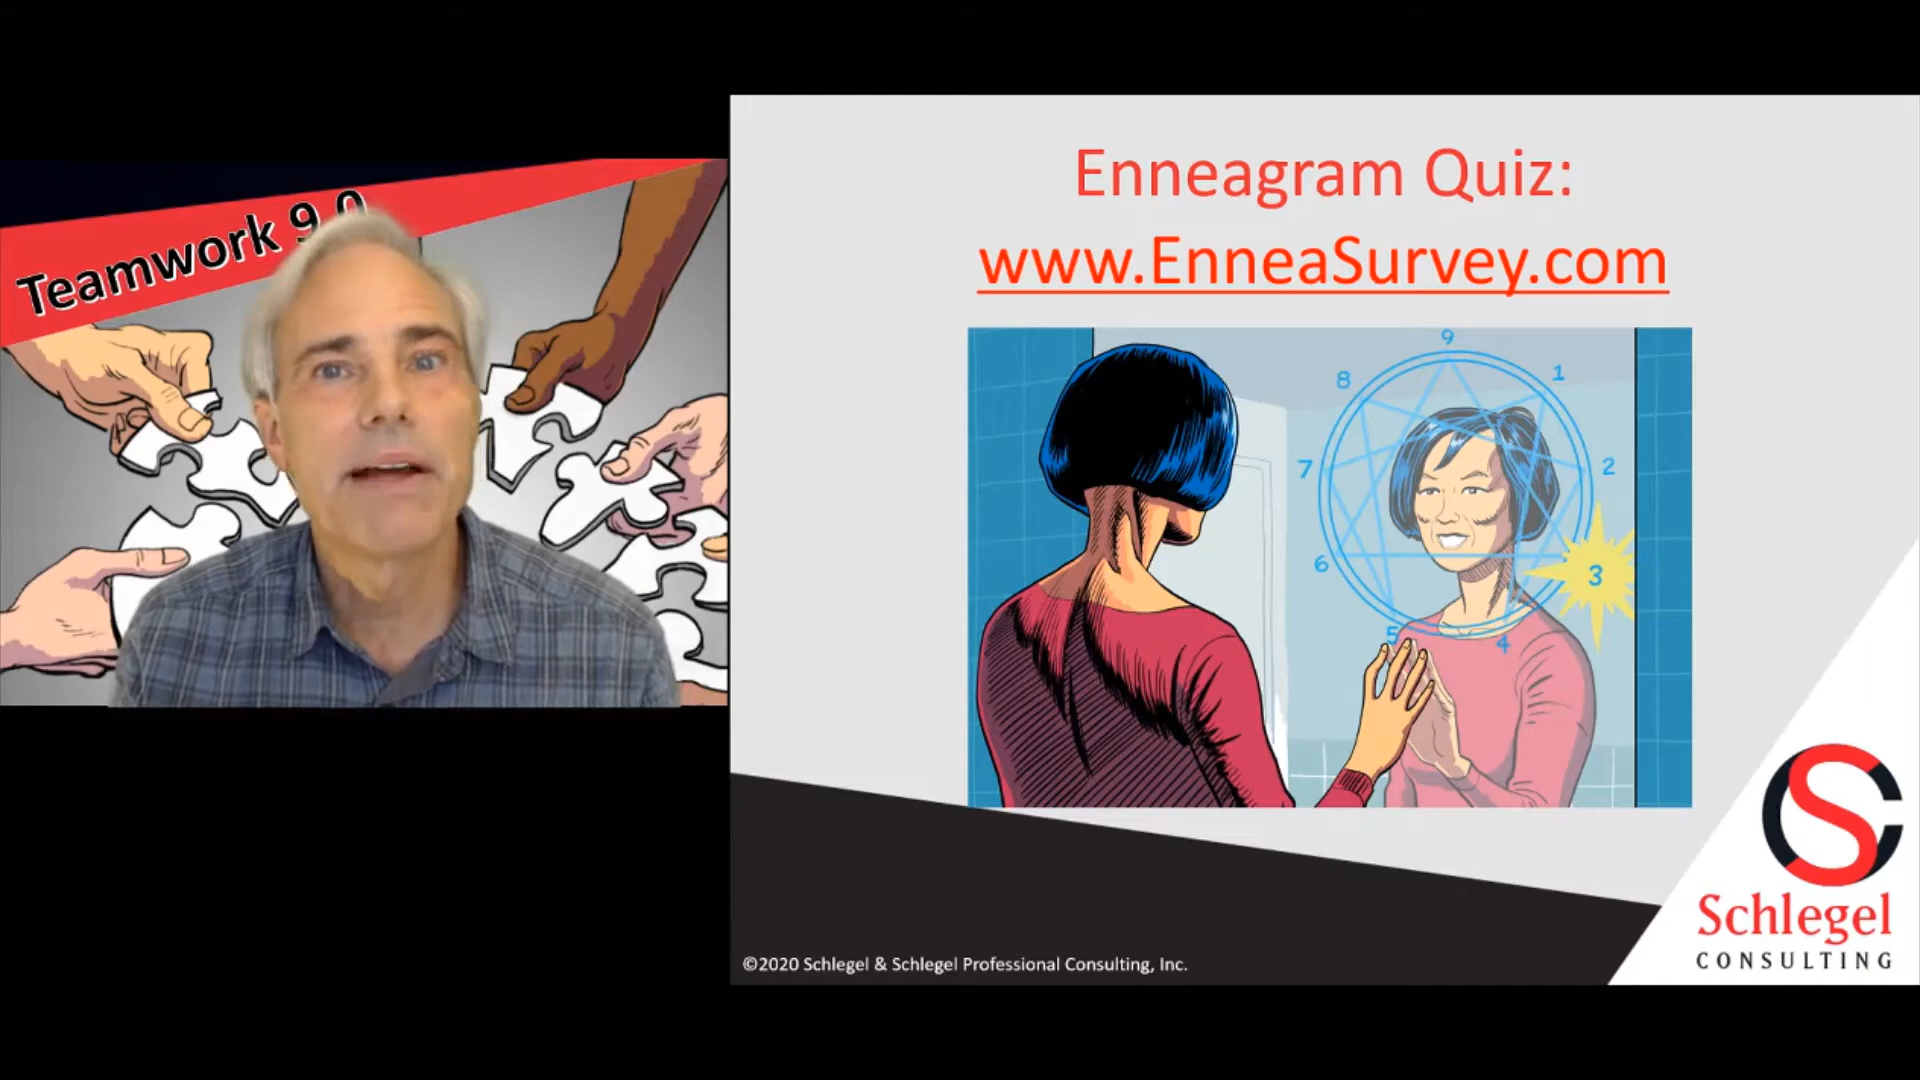 Teamwork 9.0
Enneagram Quiz:
www.EnneaSurvey.com
9
8
1
7
2
6
3
5
4
Schlegel
CONSULTING
©2020 Schlegel & Schlegel Professional Consulting, Inc.